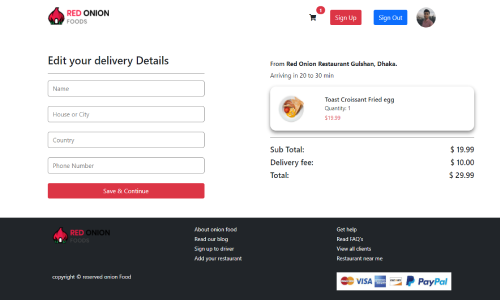 RED ONION
FOODS
1
Sign Up
Sign Out
Edit your delivery Details
Name
House or City
Country
Phone Number
Save & Continue
From Red Onion Restaurant Gulshan, Dhaka.
Arriving in 20 to 30 min
Toast Croissant Fried egg
Quantity: 1
$19.99
Sub Total: $ 19.99
Delivery fee: $ 10.00
Total: $ 29.99
RED ONION
FOODS
copyright © reserved onion Food
About onion food
Read our blog
Sign up to driver
Add your restaurant
Get help
Read FAQ's
View all clients
Restaurant near me
VISA
PayPal